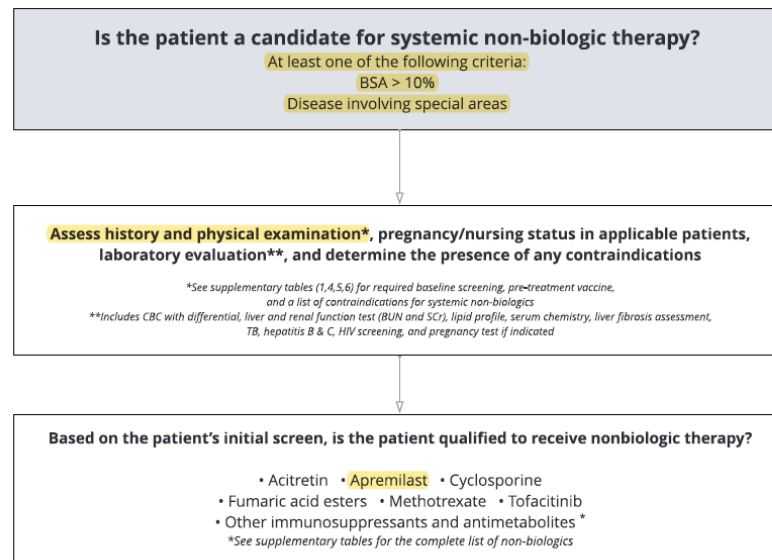 Is the patient a candidate for systemic non-biologic therapy?
At least one of the following criteria:
BSA > 10%
Disease involving special areas
Assess history and physical examination*, pregnancy/nursing status in applicable patients,
laboratory evaluation**, and determine the presence of any contraindications
*See supplementary tables (1,4,5,6) for required baseline screening, pre-treatment vaccine,
and a list of contraindications for systemic non-biologics
**Includes CBC with differential, liver and renal function test (BUN and SCr), lipid profile, serum chemistry, liver fibrosis assessment,
TB, hepatitis B & C, HIV screening, and pregnancy test if indicated
Based on the patient's initial screen, is the patient qualified to receive nonbiologic therapy?
• Acitretin • Apremilast • Cyclosporine
• Fumaric acid esters • Methotrexate • Tofacitinib
• Other immunosuppressants and antimetabolites *
*See supplementary tables for the complete list of non-biologics